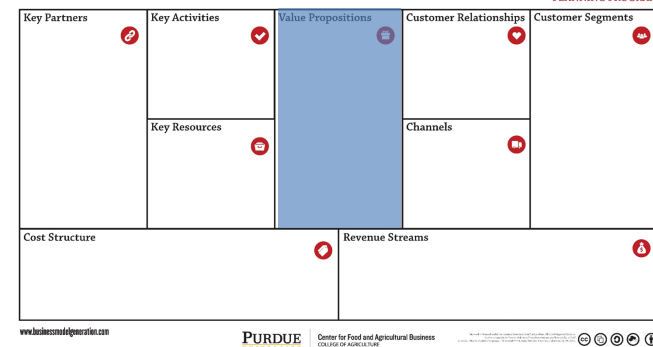 Key Partners
Key Activities
Value Propositions
Customer Relationships
Customer Segments
Key Resources
Channels
Cost Structure
Revenue Streams
www.businessmodelgeneration.com
PURDUE
Center for Food and Agricultural Business
COLLEGE OF AGRICULTURE